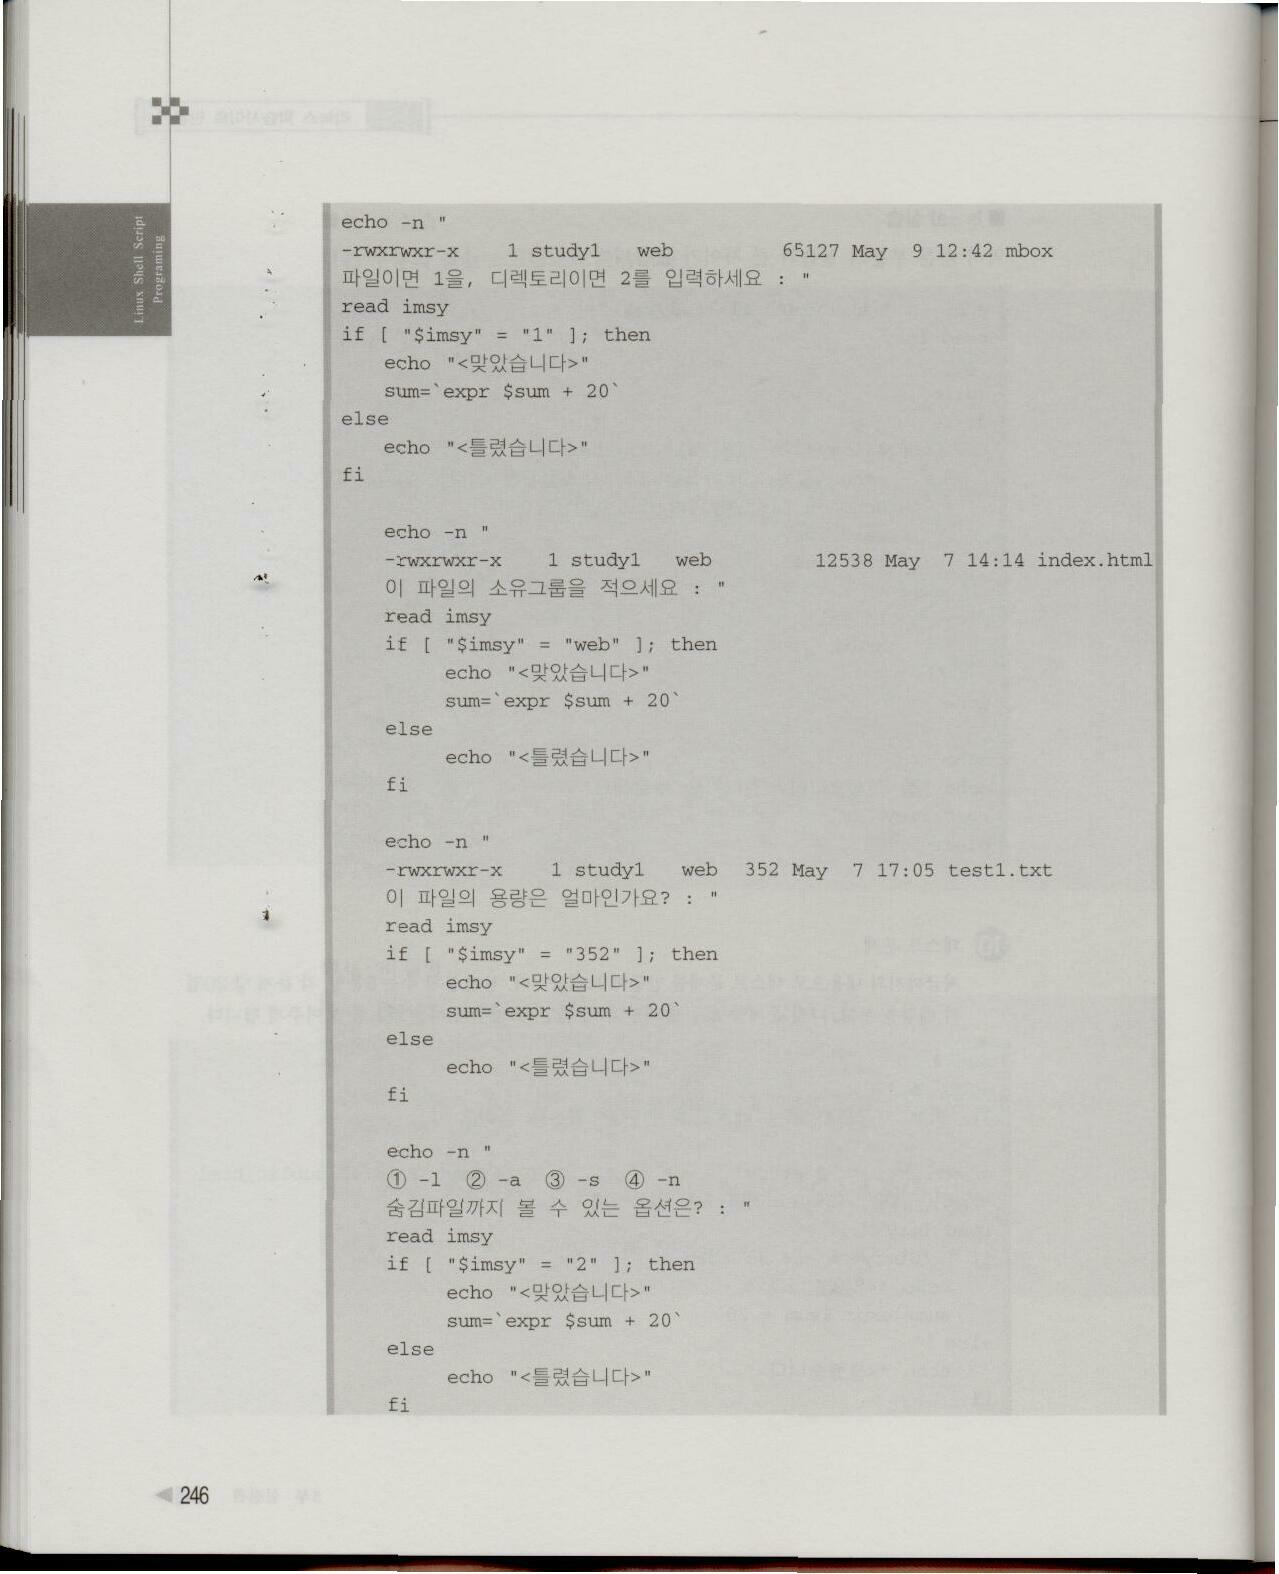 Linux Shell Script
Programing
echo -n "
-rwxrwxr-x    1 study1   web         65127 May  9 12:42 mbox
파일이면 1을, 디렉토리이면 2를 입력하세요 : "
read imsy
if [ "$imsy" = "1" ]; then
echo "<맞았습니다>"
sum=`expr $sum + 20`
else
echo "<틀렸습니다>"
fi
echo -n "
-rwxrwxr-x    1 study1   web         12538 May  7 14:14 index.html
이 파일의 소유그룹을 적으세요 : "
read imsy
if [ "$imsy" = "web" ]; then
echo "<맞았습니다>"
sum=`expr $sum + 20`
else
echo "<틀렸습니다>"
fi
echo -n "
-rwxrwxr-x    1 study1   web   352 May  7 17:05 test1.txt
이 파일의 용량은 얼마인가요? : "
read imsy
if [ "$imsy" = "352" ]; then
echo "<맞았습니다>"
sum=`expr $sum + 20`
else
echo "<틀렸습니다>"
fi
echo -n "
① -l  ② -a  ③ -s  ④ -n
숨김파일까지 볼 수 있는 옵션은? : "
read imsy
if [ "$imsy" = "2" ]; then
echo "<맞았습니다>"
sum=`expr $sum + 20`
else
echo "<틀렸습니다>"
fi
◀ 246